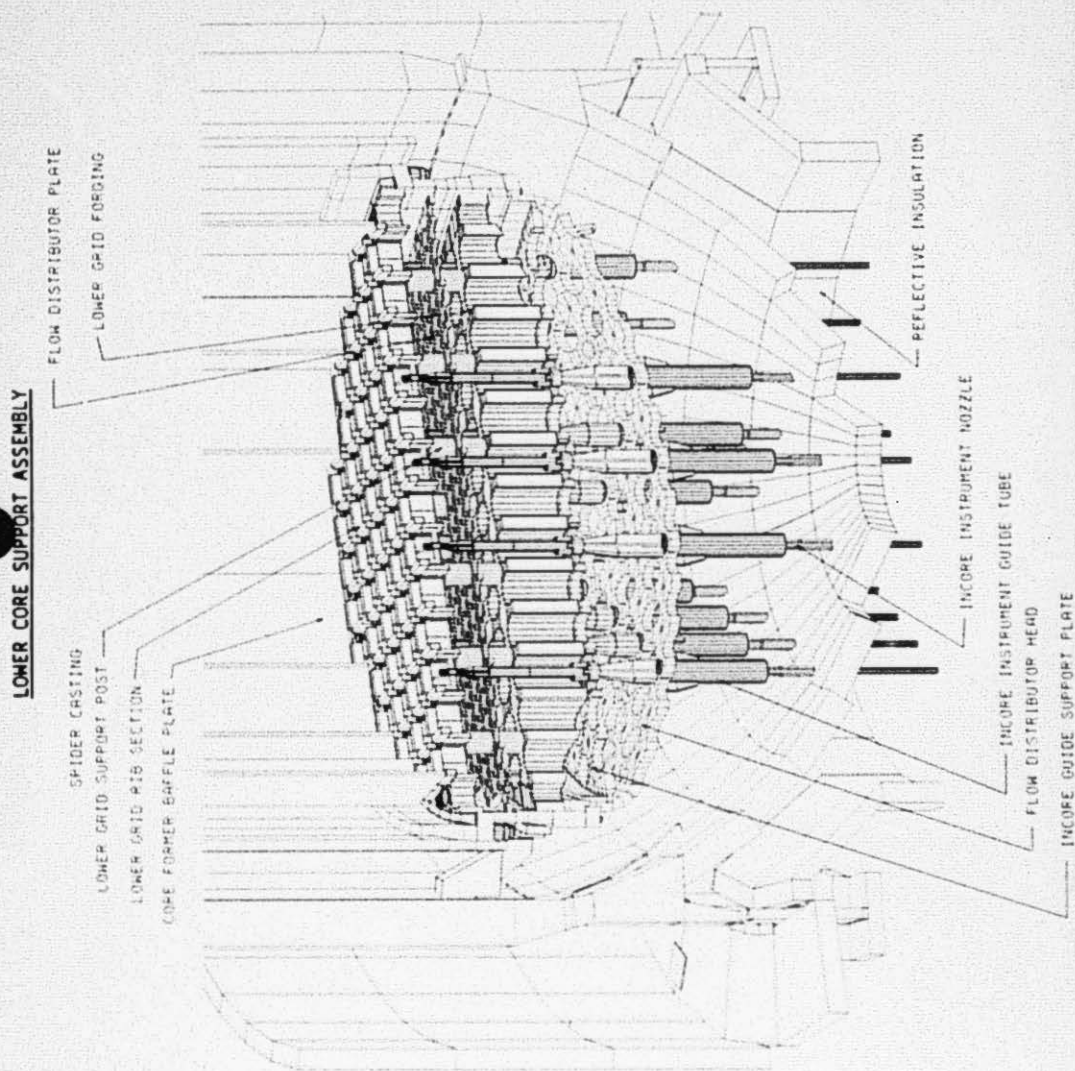 LOWER CORE SUPPORT ASSEMBLY
FLOW DISTRIBUTOR PLATE
LOWER GRID FORGING
SPIDER CASTING
LOWER GRID SUPPORT POST
LOWER GRID RIB SECTION
CORE FORMER BAFFLE PLATE
REFLECTIVE INSULATION
INCORE INSTRUMENT NOZZLE
INCORE INSTRUMENT GUIDE TUBE
FLOW DISTRIBUTOR HEAD
INCORE GUIDE SUPPORT PLATE